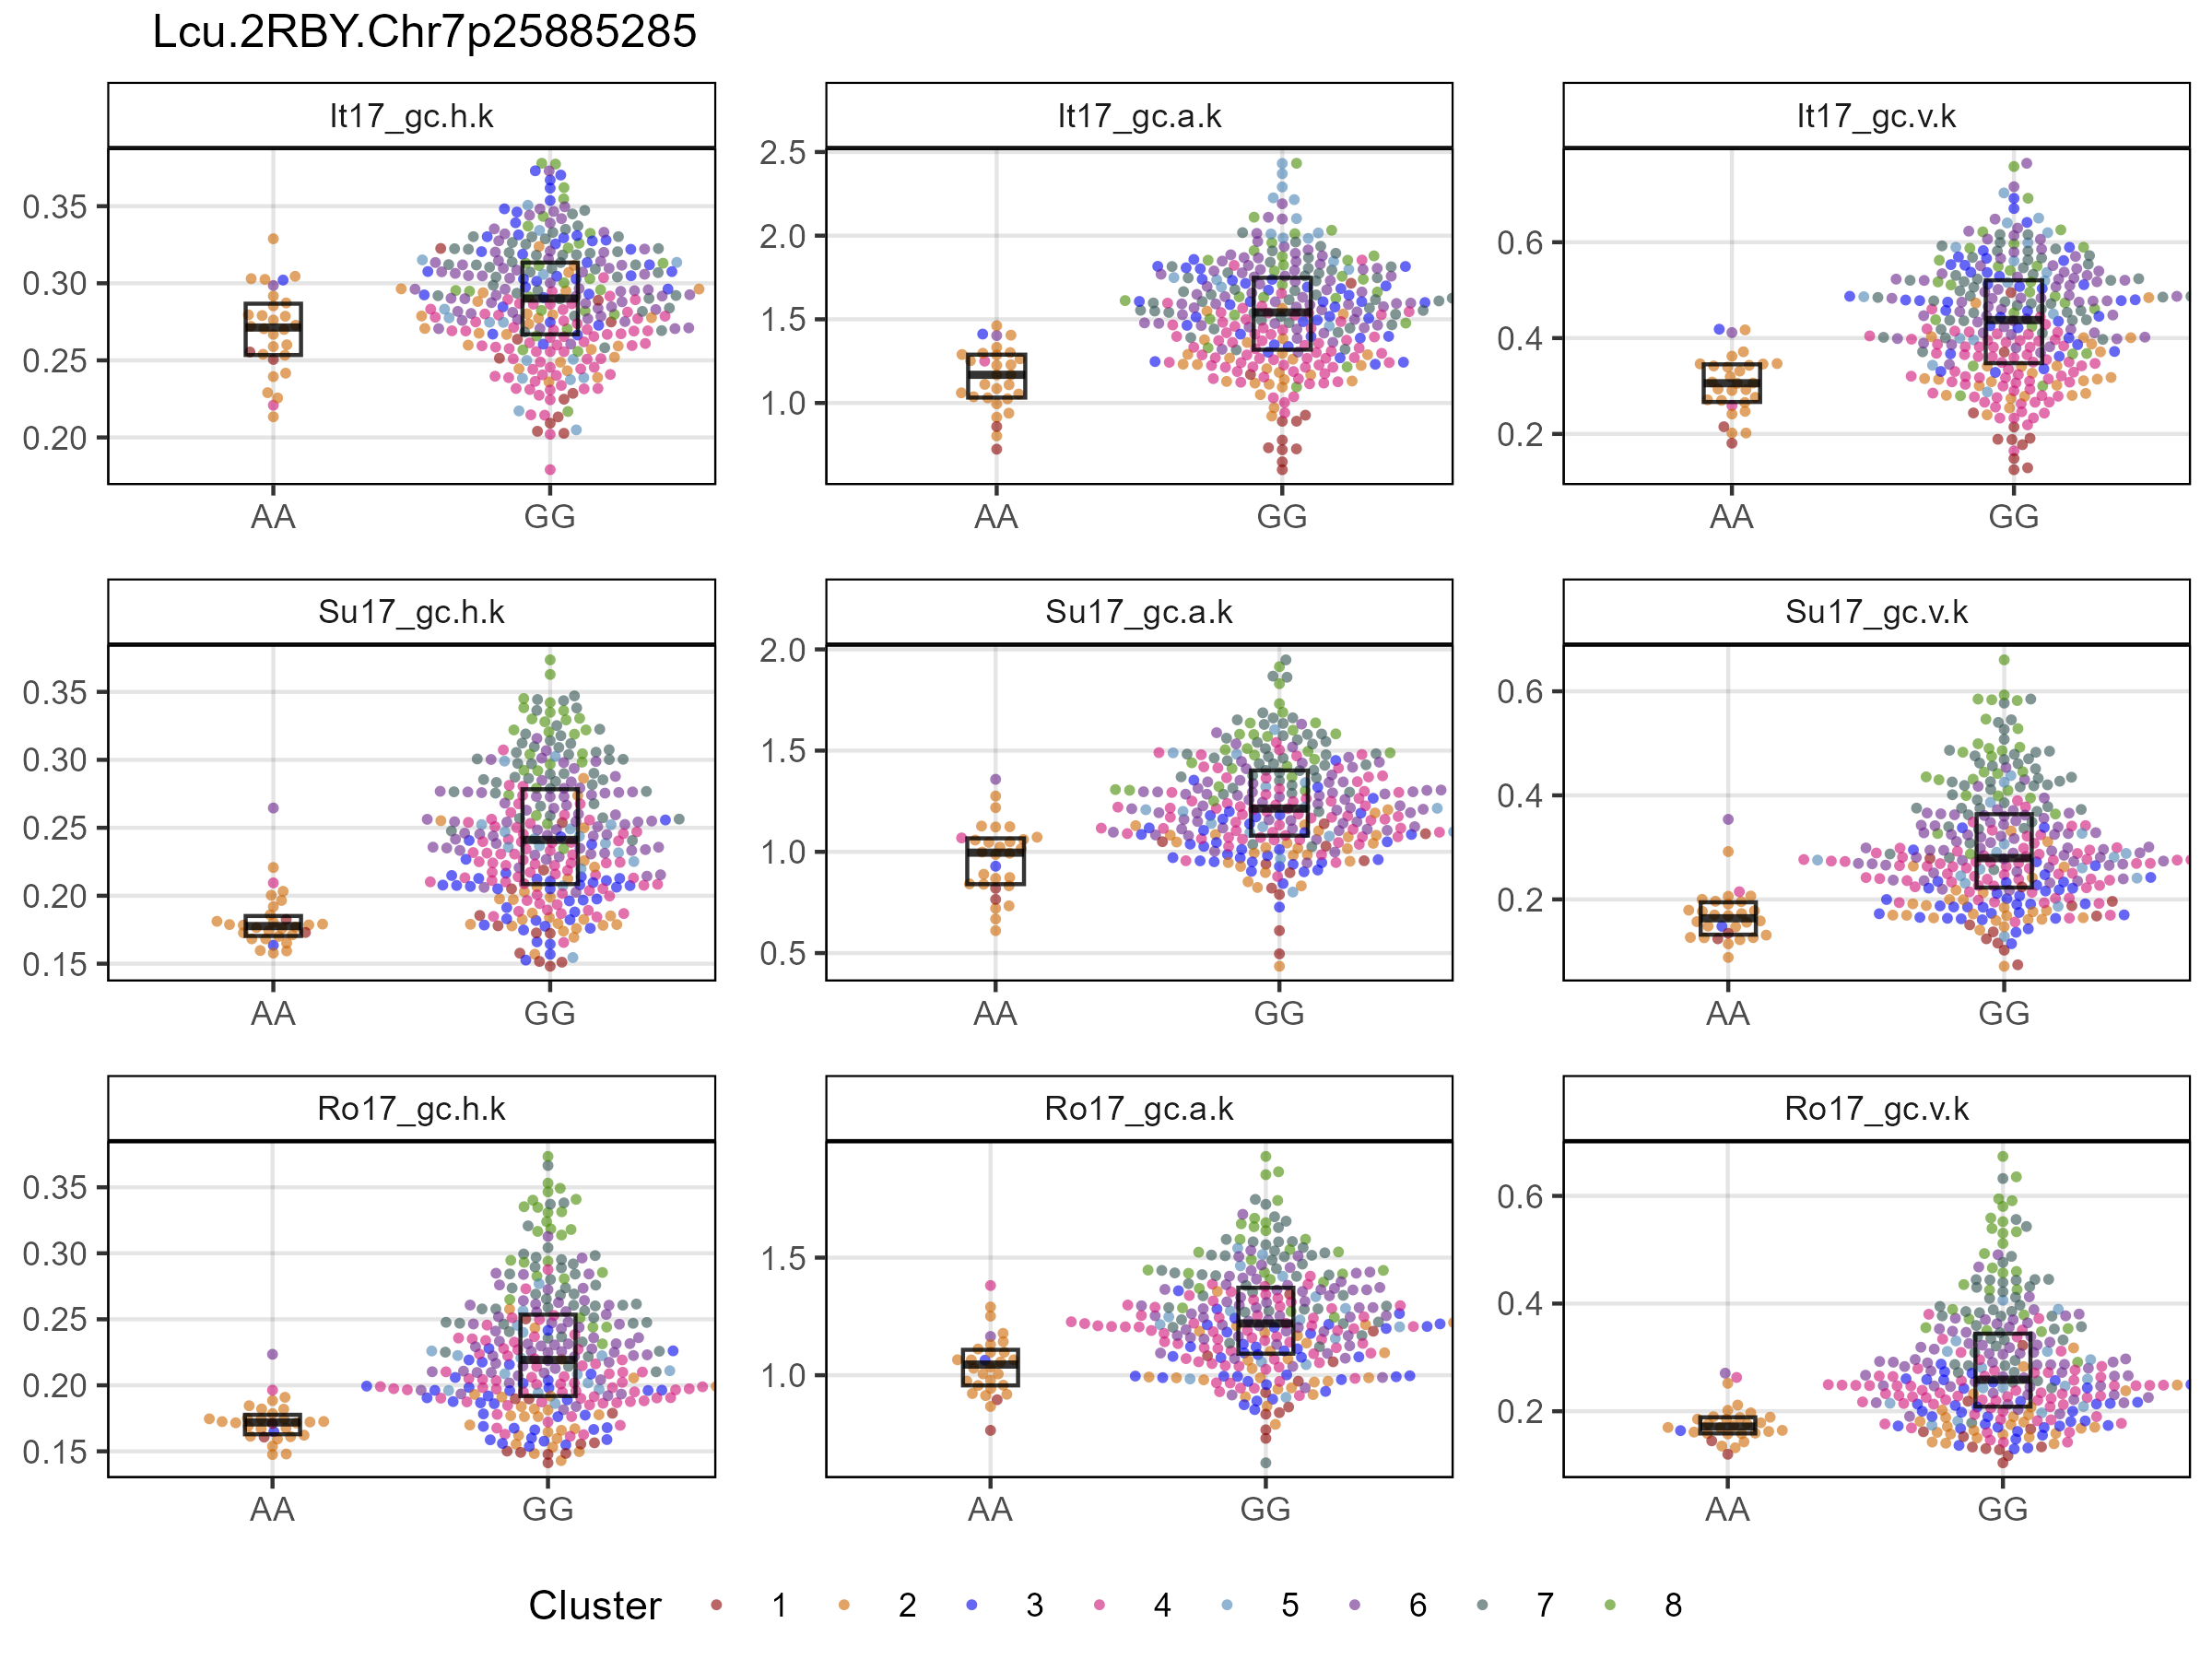 Lcu.2RBY.Chr7p25885285
It17_gc.h.k
It17_gc.a.k
It17_gc.v.k
0.35
0.30
0.25
0.20
AA GG
2.5
2.0
1.5
1.0
AA GG
0.6
0.4
0.2
AA GG
Su17_gc.h.k
Su17_gc.a.k
Su17_gc.v.k
0.35
0.30
0.25
0.20
0.15
AA GG
2.0
1.5
1.0
0.5
AA GG
0.6
0.4
0.2
AA GG
Ro17_gc.h.k
Ro17_gc.a.k
Ro17_gc.v.k
0.35
0.30
0.25
0.20
0.15
AA GG
1.5
1.0
AA GG
0.6
0.4
0.2
AA GG
Cluster 1 2 3 4 5 6 7 8